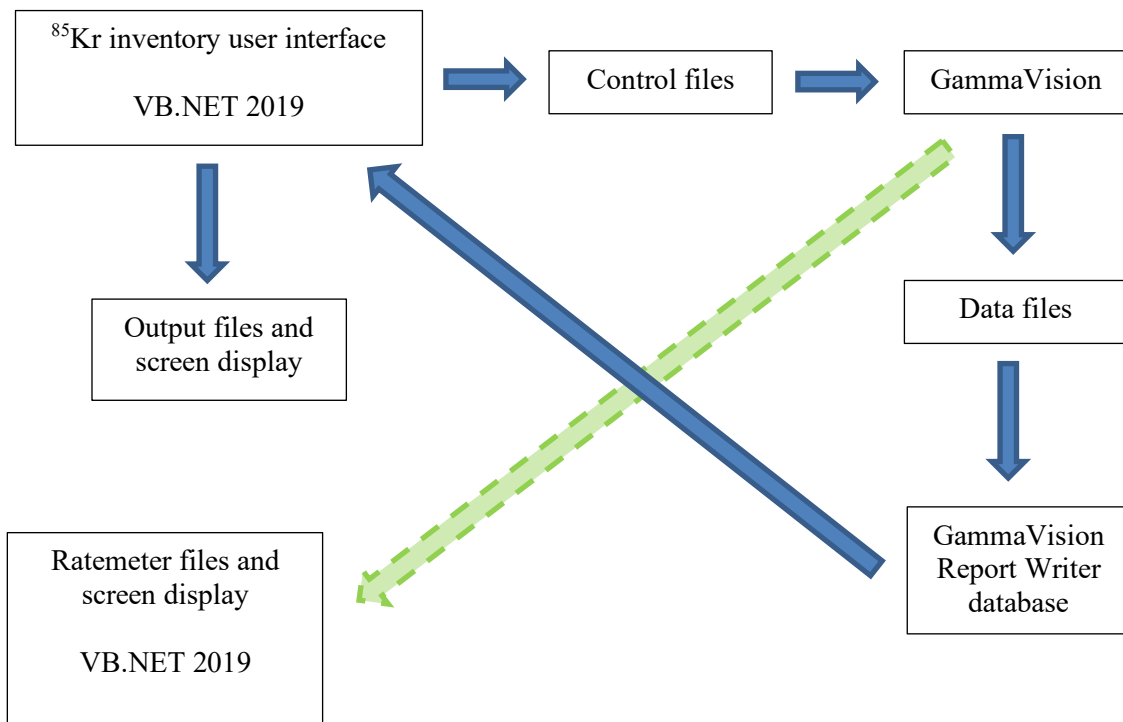 ⁸⁵Kr inventory user interface
VB.NET 2019
Control files
GammaVision
Output files and
screen display
Data files
Ratemeter files and
screen display
VB.NET 2019
GammaVision
Report Writer
database